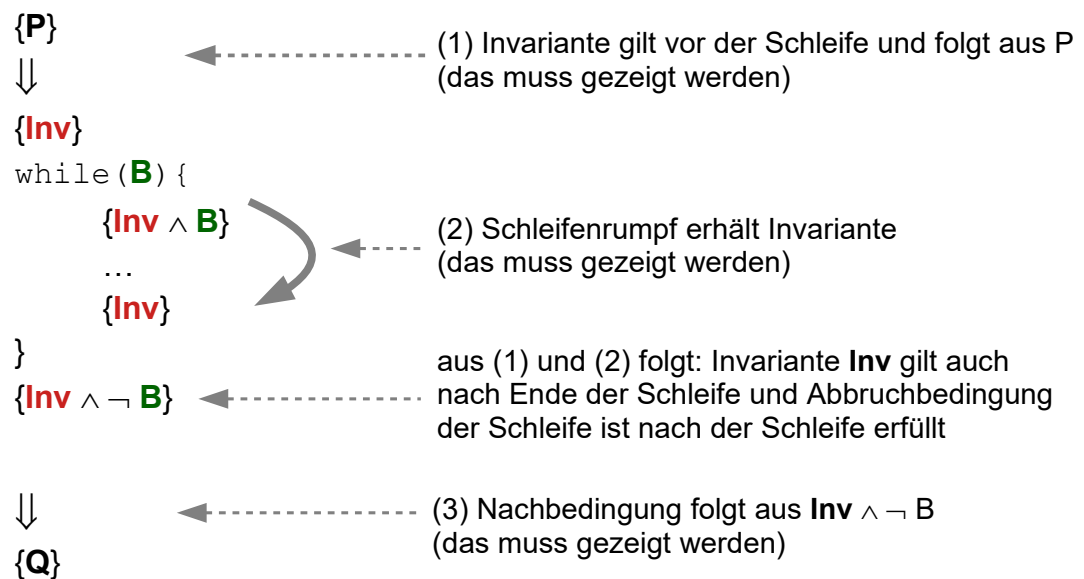 {P}
(1) Invariante gilt vor der Schleife und folgt aus P
(das muss gezeigt werden)
⇓
{Inv}
while(B){
{Inv ∧ B}
(2) Schleifenrumpf erhält Invariante
(das muss gezeigt werden)
…
{Inv}
}
aus (1) und (2) folgt: Invariante Inv gilt auch
{Inv ∧ ¬ B}
nach Ende der Schleife und Abbruchbedingung
der Schleife ist nach der Schleife erfüllt
⇓
(3) Nachbedingung folgt aus Inv ∧ ¬ B
(das muss gezeigt werden)
{Q}